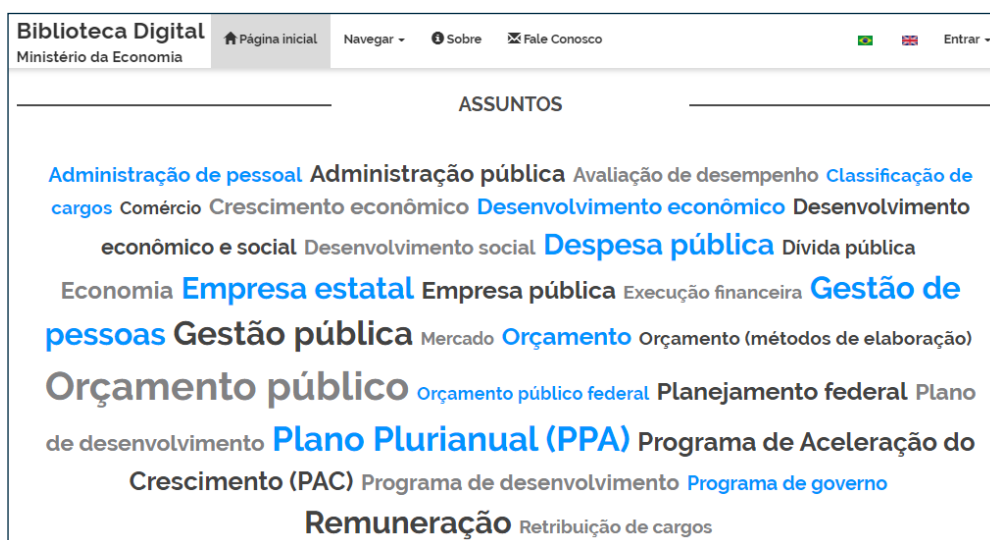 Biblioteca Digital
Ministério da Economia
Página inicial Navegar Sobre Fale Conosco Entrar
ASSUNTOS
Administração de pessoal Administração pública Avaliação de desempenho Classificação de
cargos Comércio Crescimento econômico Desenvolvimento econômico Desenvolvimento
econômico e social Desenvolvimento social Despesa pública Dívida pública
Economia Empresa estatal Empresa pública Execução financeira Gestão de
pessoas Gestão pública Mercado Orçamento Orçamento (métodos de elaboração)
Orçamento público Orçamento público federal Planejamento federal Plano
de desenvolvimento Plano Plurianual (PPA) Programa de Aceleração do
Crescimento (PAC) Programa de desenvolvimento Programa de governo
Remuneração Retribuição de cargos